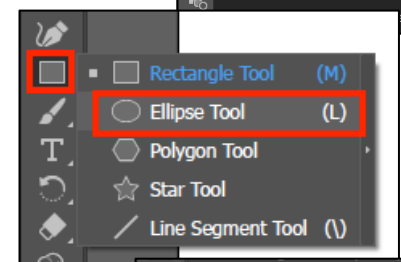 Rectangle Tool (M)
Ellipse Tool (L)
Polygon Tool
Star Tool
Line Segment Tool (\)